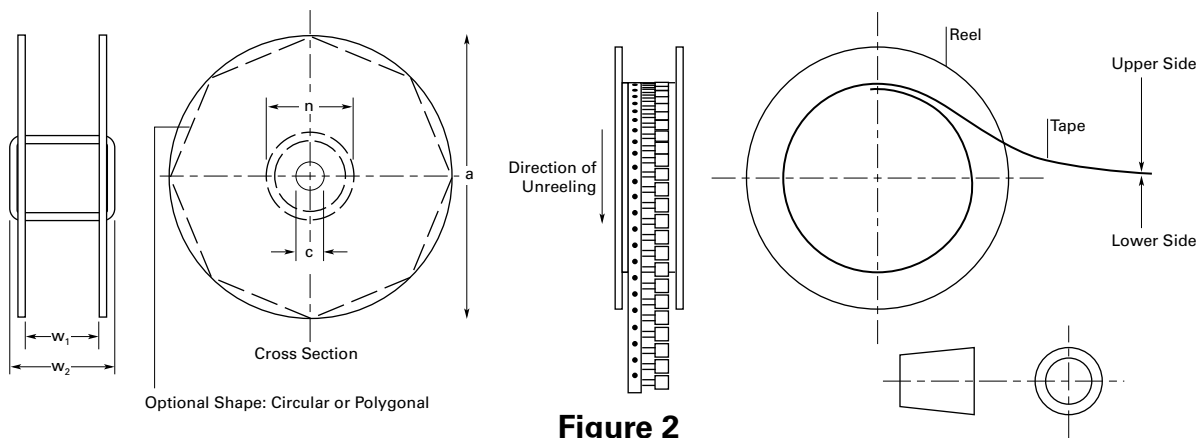 n
a
c
w₁
w₂
Cross Section
Optional Shape: Circular or Polygonal
Direction of
Unreeling
Reel
Tape
Upper Side
Lower Side
Figure 2